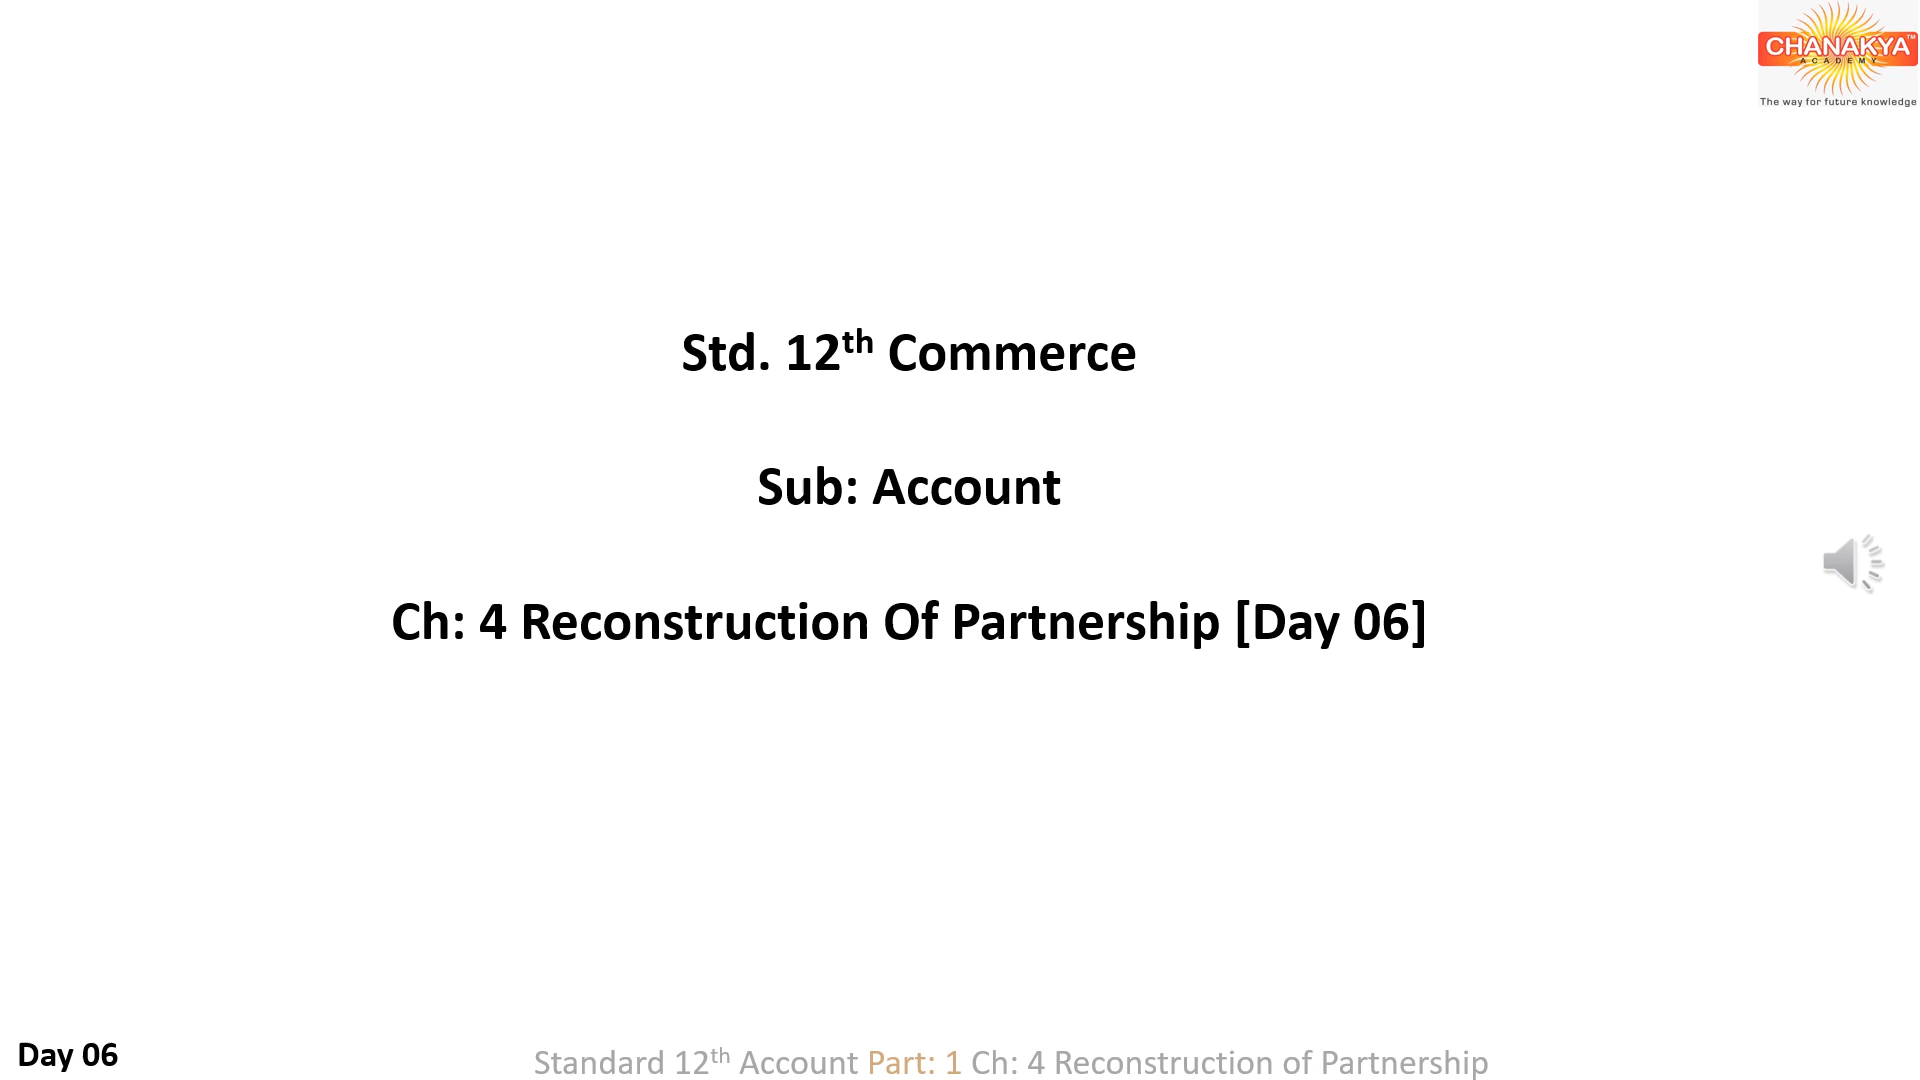 CHANAKYA™
ACADEMY
The way for future knowledge
Std. 12th Commerce
Sub: Account
Ch: 4 Reconstruction Of Partnership [Day 06]
Day 06
Standard 12th Account Part: 1 Ch: 4 Reconstruction of Partnership